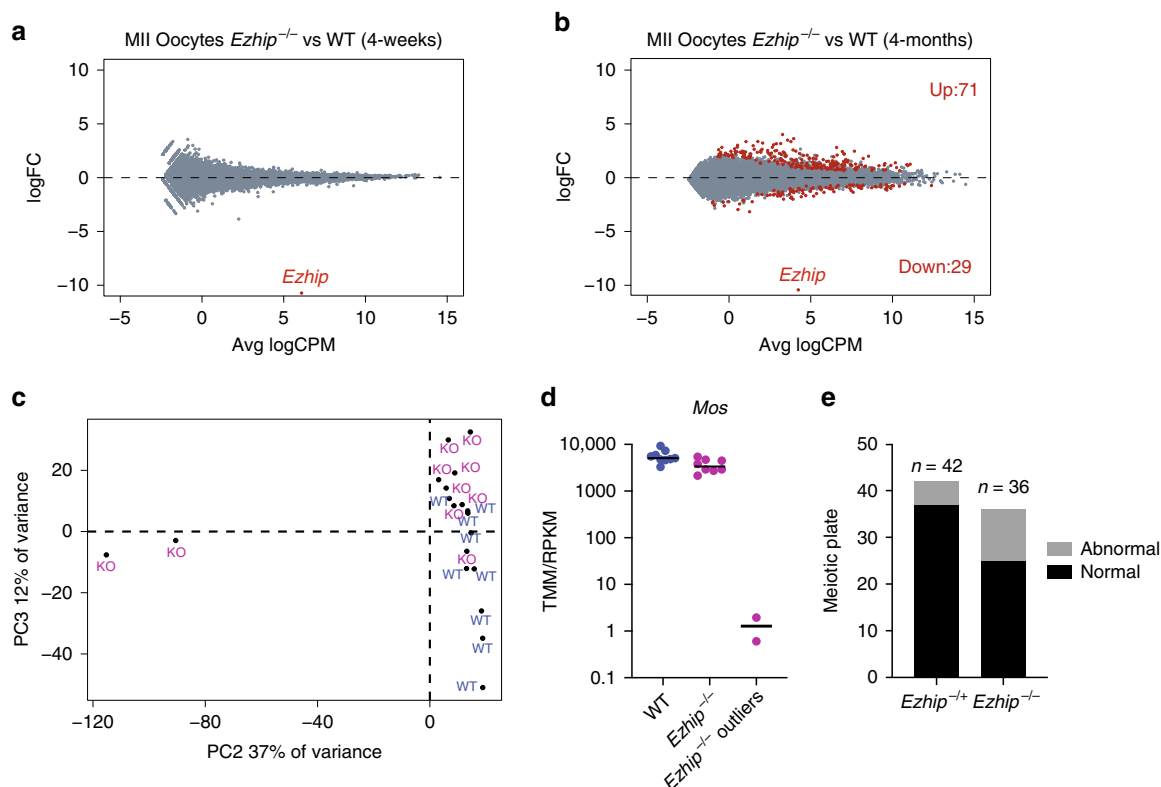 a
MII Oocytes Ezhip⁻/⁻ vs WT (4-weeks)
10
5
0
−5
−10
logFC
Ezhip
−5 0 5 10 15
Avg logCPM
b
MII Oocytes Ezhip⁻/⁻ vs WT (4-months)
10
5
0
−5
−10
logFC
Up:71
Ezhip
Down:29
−5 0 5 10 15
Avg logCPM
c
20
0
−20
−40
PC3 12% of variance
KO
KO
KO
KO
KO
KO
WT
WT
KO
WT
KO
KO
KO
WT
WT
WT
WT
WT
−120 −80 −40 0
PC2 37% of variance
d
Mos
10,000
1000
100
10
1
0.1
TMM/RPKM
WT
Ezhip⁻/⁻
Ezhip⁻/⁻ outliers
e
50
40
30
20
10
0
Meiotic plate
n = 42
n = 36
Abnormal
Normal
Ezhip⁻/⁺ Ezhip⁻/⁻